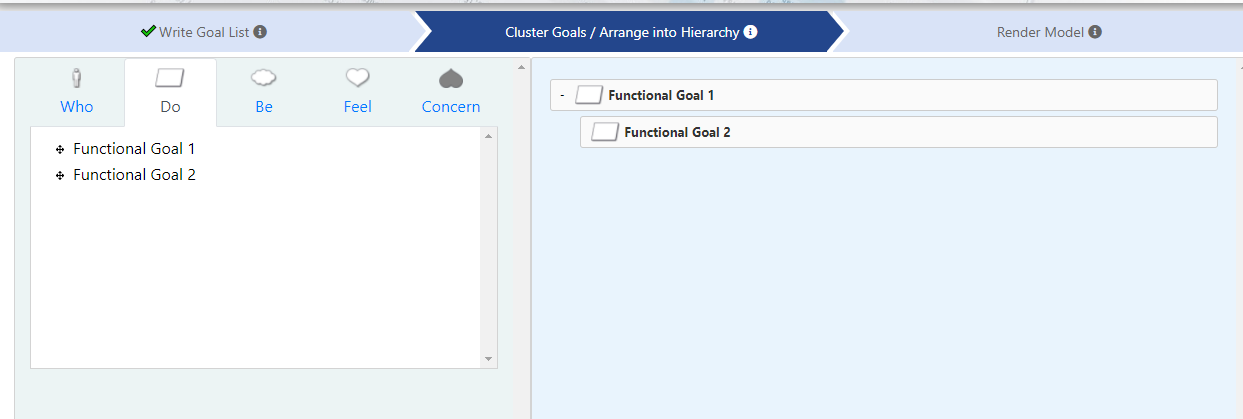 Write Goal List
Cluster Goals / Arrange into Hierarchy
Render Model
Who
Do
Be
Feel
Concern
Functional Goal 1
Functional Goal 2
- Functional Goal 1
Functional Goal 2